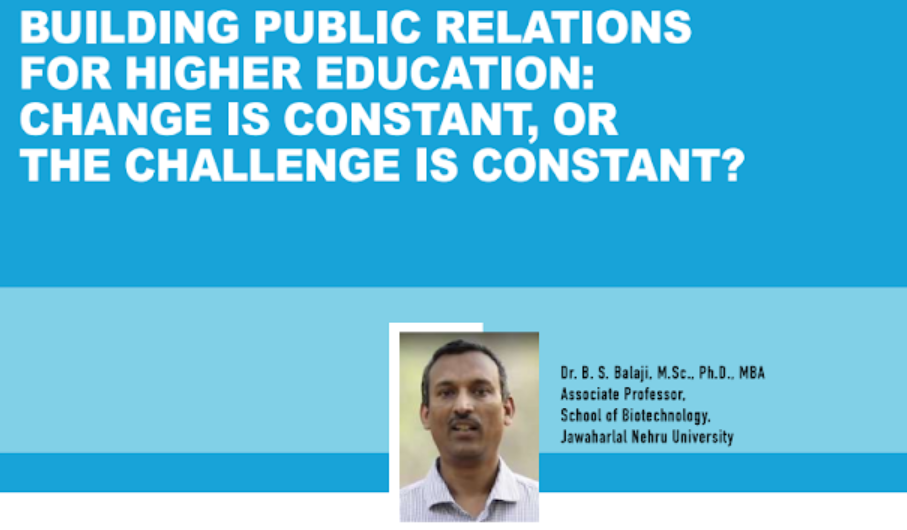 BUILDING PUBLIC RELATIONS
FOR HIGHER EDUCATION:
CHANGE IS CONSTANT, OR
THE CHALLENGE IS CONSTANT?
Dr. B. S. Balaji, M.Sc., Ph.D., MBA
Associate Professor,
School of Biotechnology,
Jawaharlal Nehru University